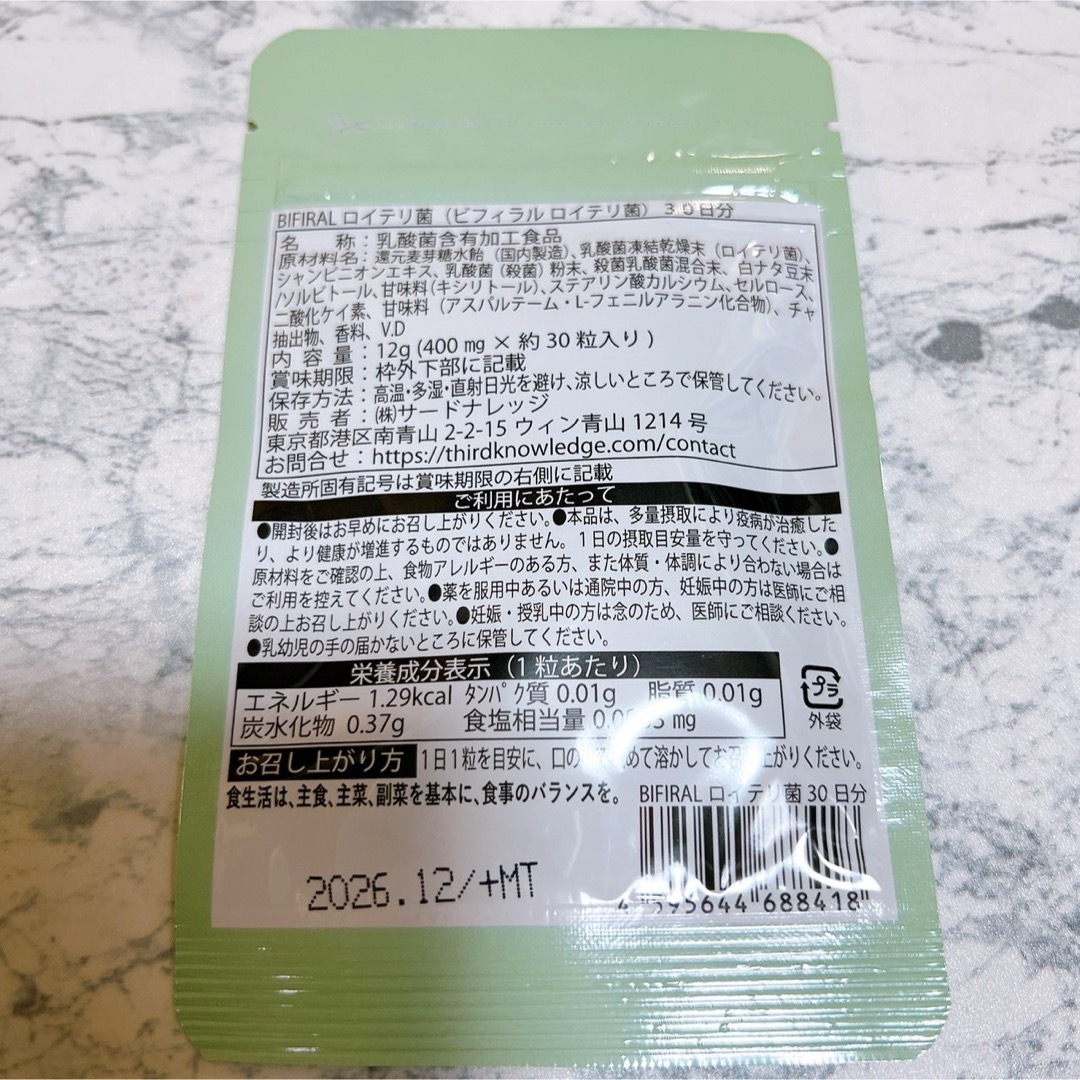 BIFIRAL ロイテリ菌（ビフィラル ロイテリ菌）３０日分
名称：乳酸菌含有加工食品
原材料名：還元麦芽糖水飴（国内製造）、乳酸菌凍結乾燥末（ロイテリ菌）、
シャンピニオンエキス、乳酸菌（殺菌）粉末、殺菌乳酸菌混合末、白ナタ豆末
/ソルビトール、甘味料（キシリトール）、ステアリン酸カルシウム、セルロース、
二酸化ケイ素、甘味料（アスパルテーム・L-フェニルアラニン化合物）、チャ
抽出物、香料、V.D
内容量：12g (400 mg × 約 30 粒入り )
賞味期限：枠外下部に記載
保存方法：高温・多湿・直射日光を避け、涼しいところで保管してください。
販売者：㈱サードナレッジ
東京都港区南青山 2-2-15 ウィン青山 1214 号
お問合せ：https://thirdknowledge.com/contact
製造所固有記号は賞味期限の右側に記載
ご利用にあたって
●開封後はお早めにお召し上がりください。●本品は、多量摂取により疫病が治癒した
り、より健康が増進するものではありません。１日の摂取目安量を守ってください。●
原材料をご確認の上、食物アレルギーのある方、また体質・体調により合わない場合は
ご利用を控えてください。●薬を服用中あるいは通院中の方、妊娠中の方は医師にご相
談の上お召し上がりください。●妊娠・授乳中の方は念のため、医師にご相談ください。
●乳幼児の手の届かないところに保管してください。
栄養成分表示（１粒あたり）
エネルギー 1.29kcal ﾀﾝﾊﾟｸ質 0.01g 脂質 0.01g
炭水化物 0.37g 食塩相当量 mg
プラ
外袋
お召し上がり方 １日１粒を目安に、口の めて溶かしてお召し上がりください。
食生活は、主食、主菜、副菜を基本に、食事のバランスを。
BIFIRAL ロイテリ菌 30 日分
2026.12/+MT
4 595644 688418